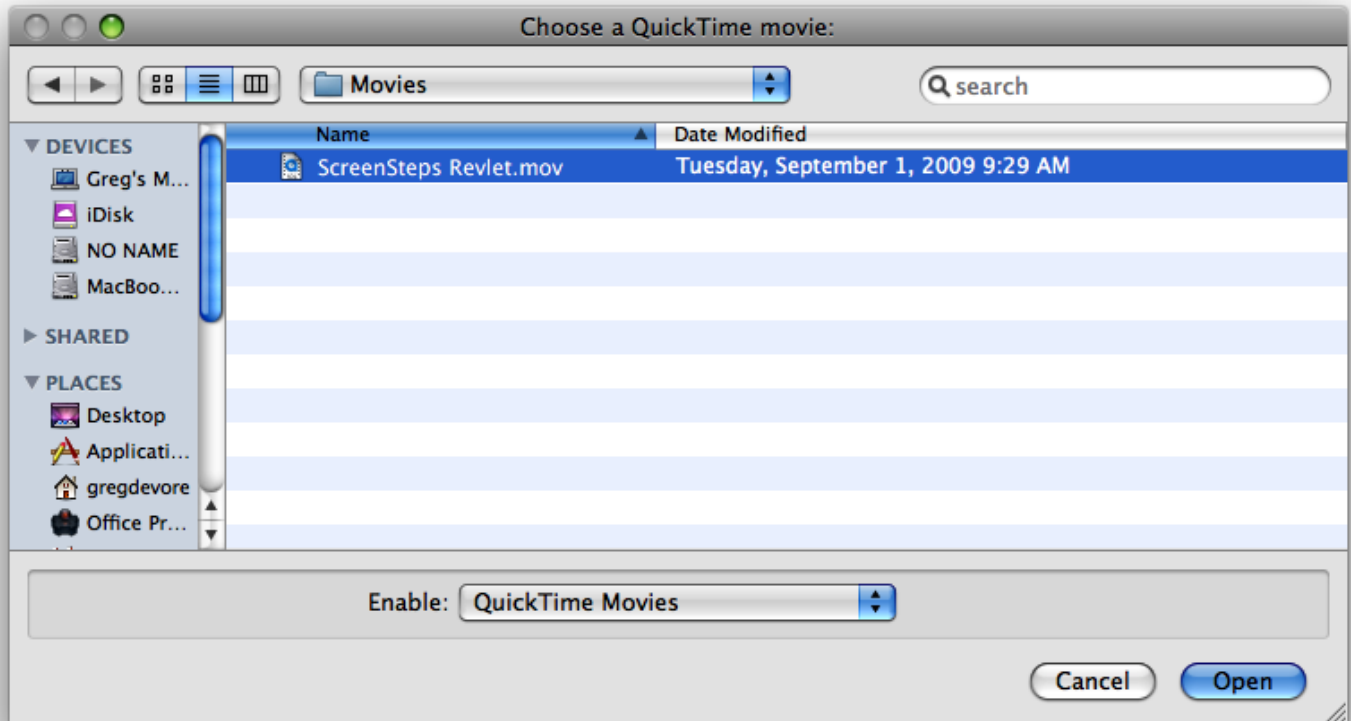 Choose a QuickTime movie:
Movies
search
DEVICES
Greg's M...
iDisk
NO NAME
MacBoo...
SHARED
PLACES
Desktop
Applicati...
gregdevore
Office Pr...
Name
Date Modified
ScreenSteps Revlet.mov
Tuesday, September 1, 2009 9:29 AM
Enable:
QuickTime Movies
Cancel
Open